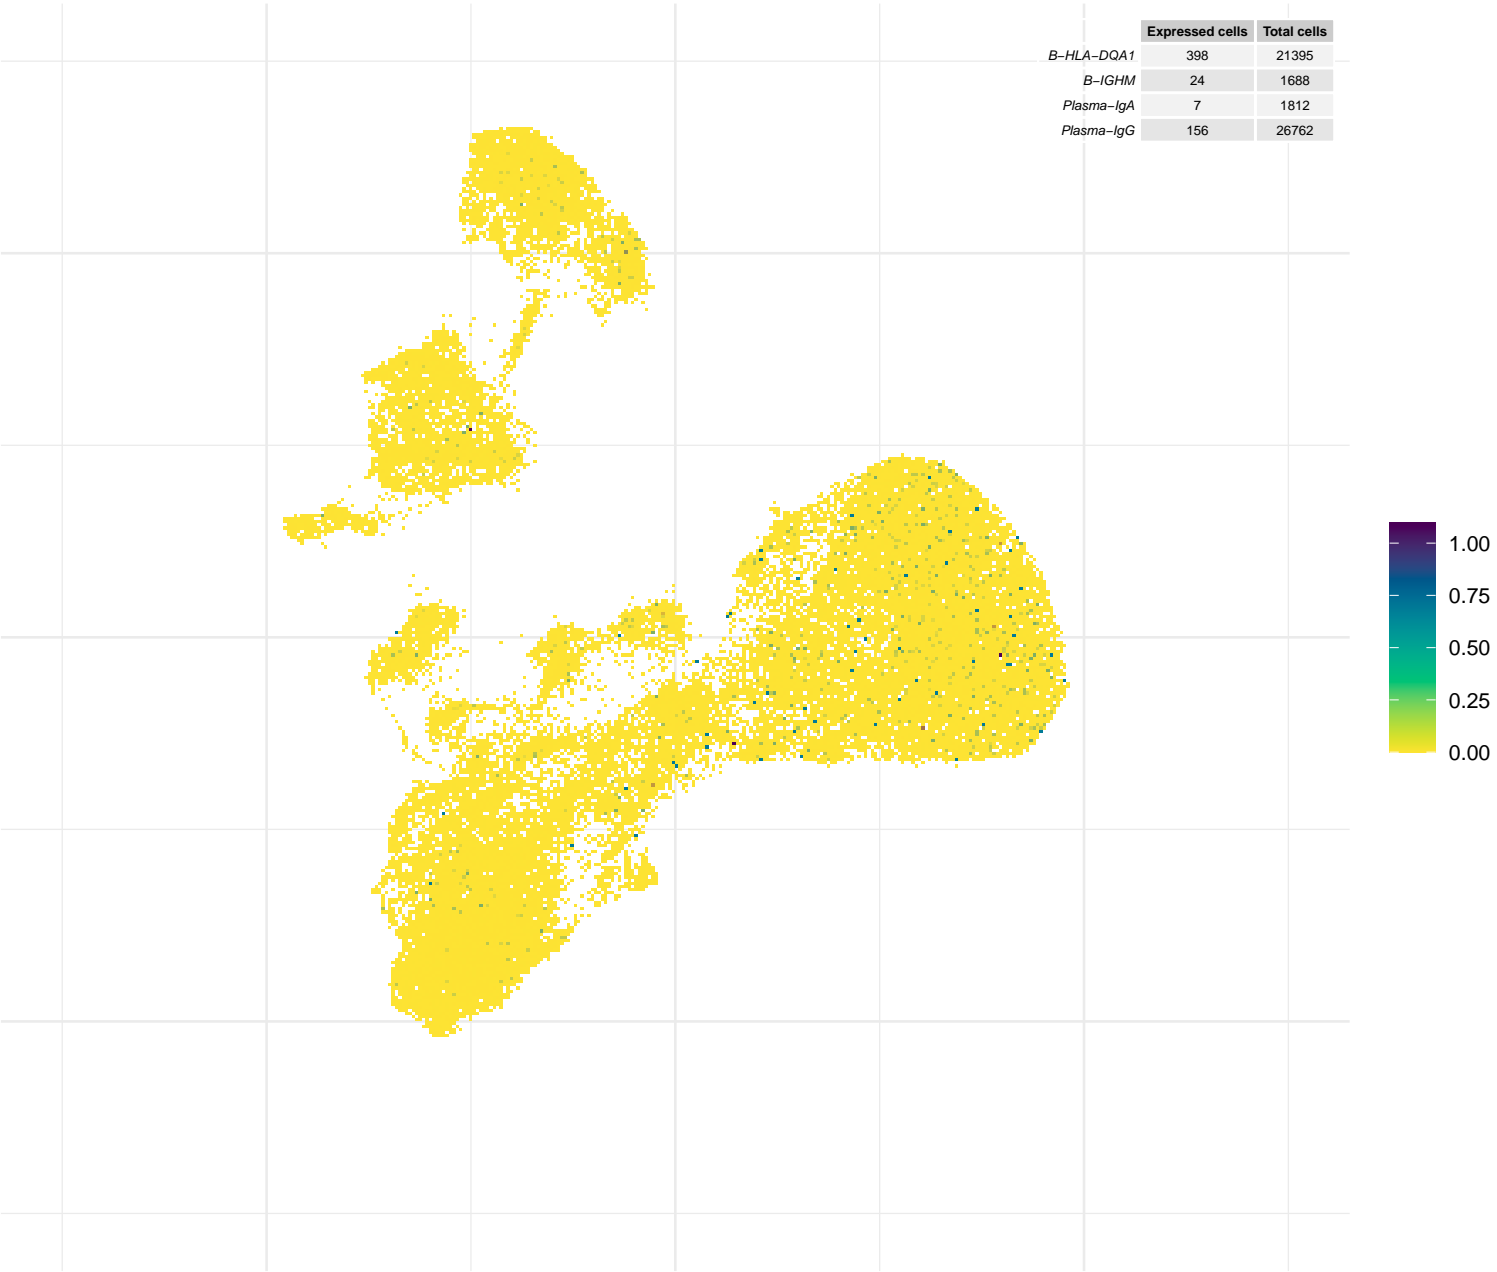 Expressed cells Total cells
B−HLA−DQA1 398 21395
B−IGHM 24 1688
Plasma−IgA 7 1812
Plasma−IgG 156 26762
1.00
0.75
0.50
0.25
0.00